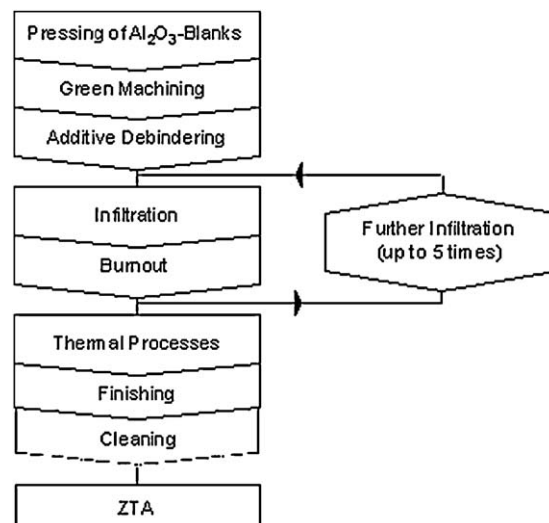 Pressing of Al₂O₃-Blanks
Green Machining
Additive Debindering
Infiltration
Burnout
Further Infiltration
(up to 5 times)
Thermal Processes
Finishing
Cleaning
ZTA